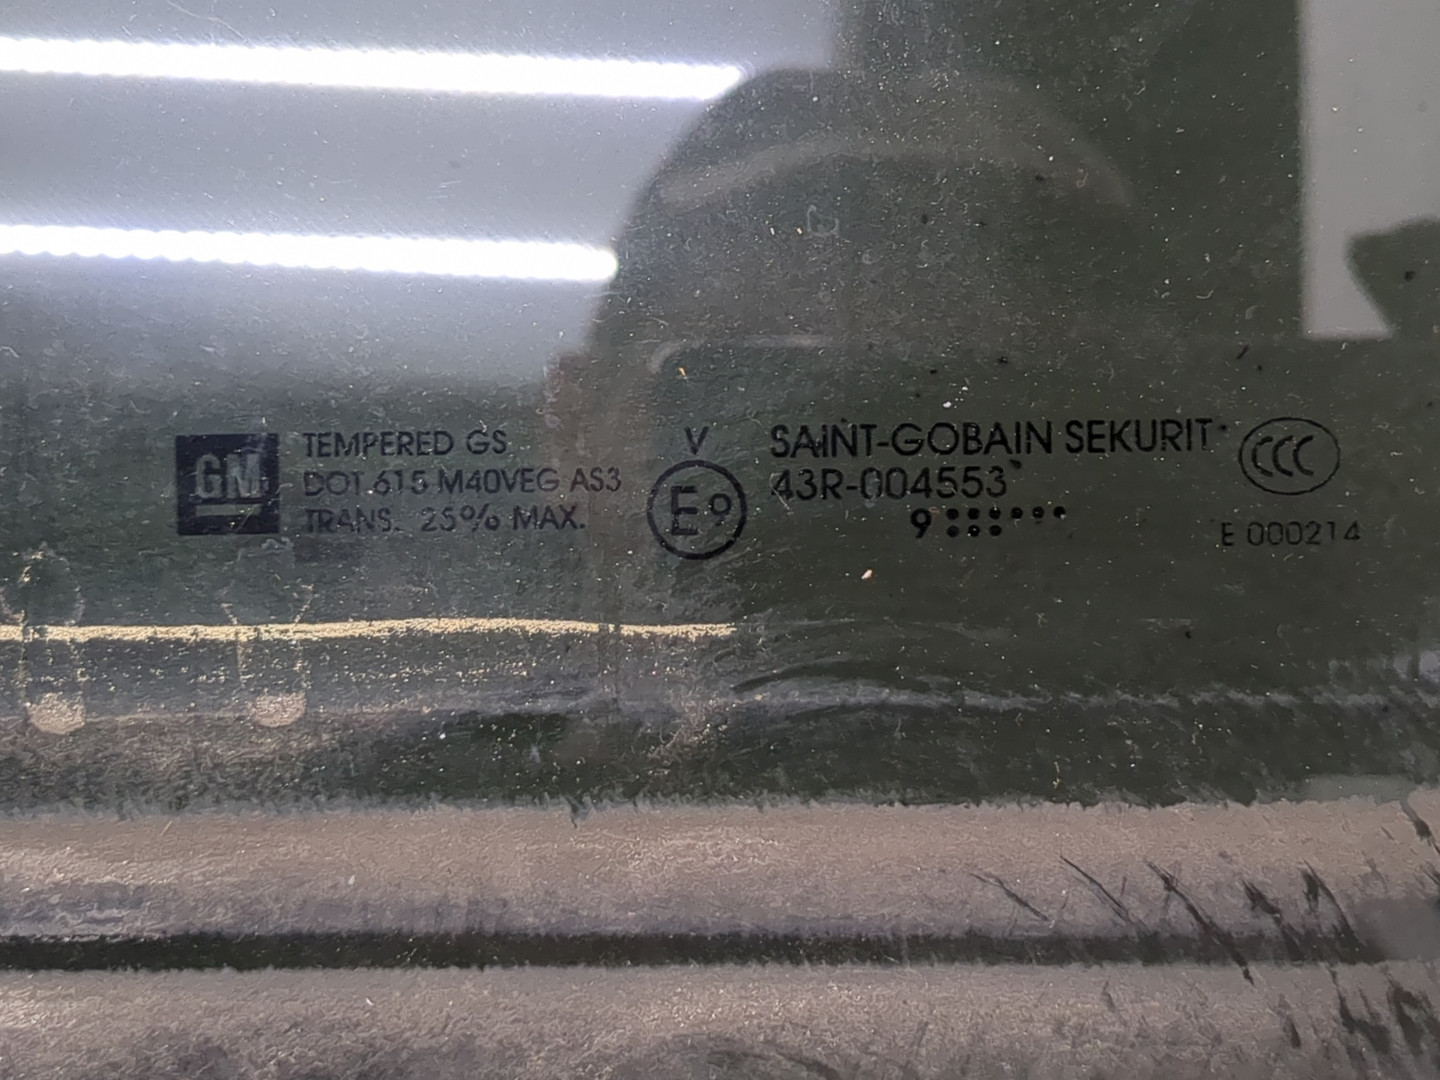 GM
TEMPERED GS
DOT 615 M40VEG AS3
TRANS. 25% MAX.
V
E9
SAINT-GOBAIN SEKURIT
43R-004553
9
CCC
E 000214